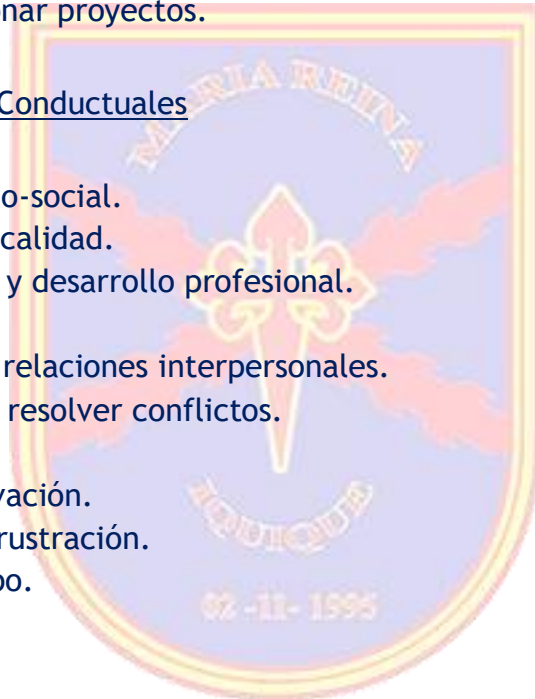 nar proyectos.
Conductuales
MARIA REINA
o-social.
calidad.
y desarrollo profesional.
relaciones interpersonales.
resolver conflictos.
vación.
rustración.
IQUIQUE
po.
02 -11- 1995